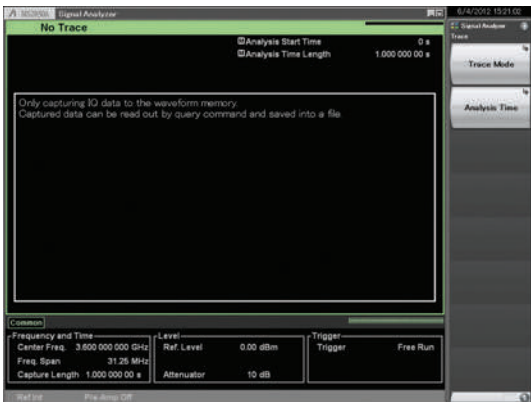 Signal Analyzer
6/4/2012 15:21:02
No Trace
Analysis Start Time 0 s
Analysis Time Length 1.000 000 00 s
Only capturing IQ data to the waveform memory.
Captured data can be read out by query command and saved into a file
Signal Analyzer
Trace
Trace Mode
Analysis Time
Common
Frequency and Time
Center Freq. 3.600 000 000 GHz
Freq. Span 31.25 MHz
Capture Length 1.000 000 00 s
Level
Ref. Level 0.00 dBm
Attenuator 10 dB
Trigger
Trigger Free Run
Ref.Int Pre-Amp Off